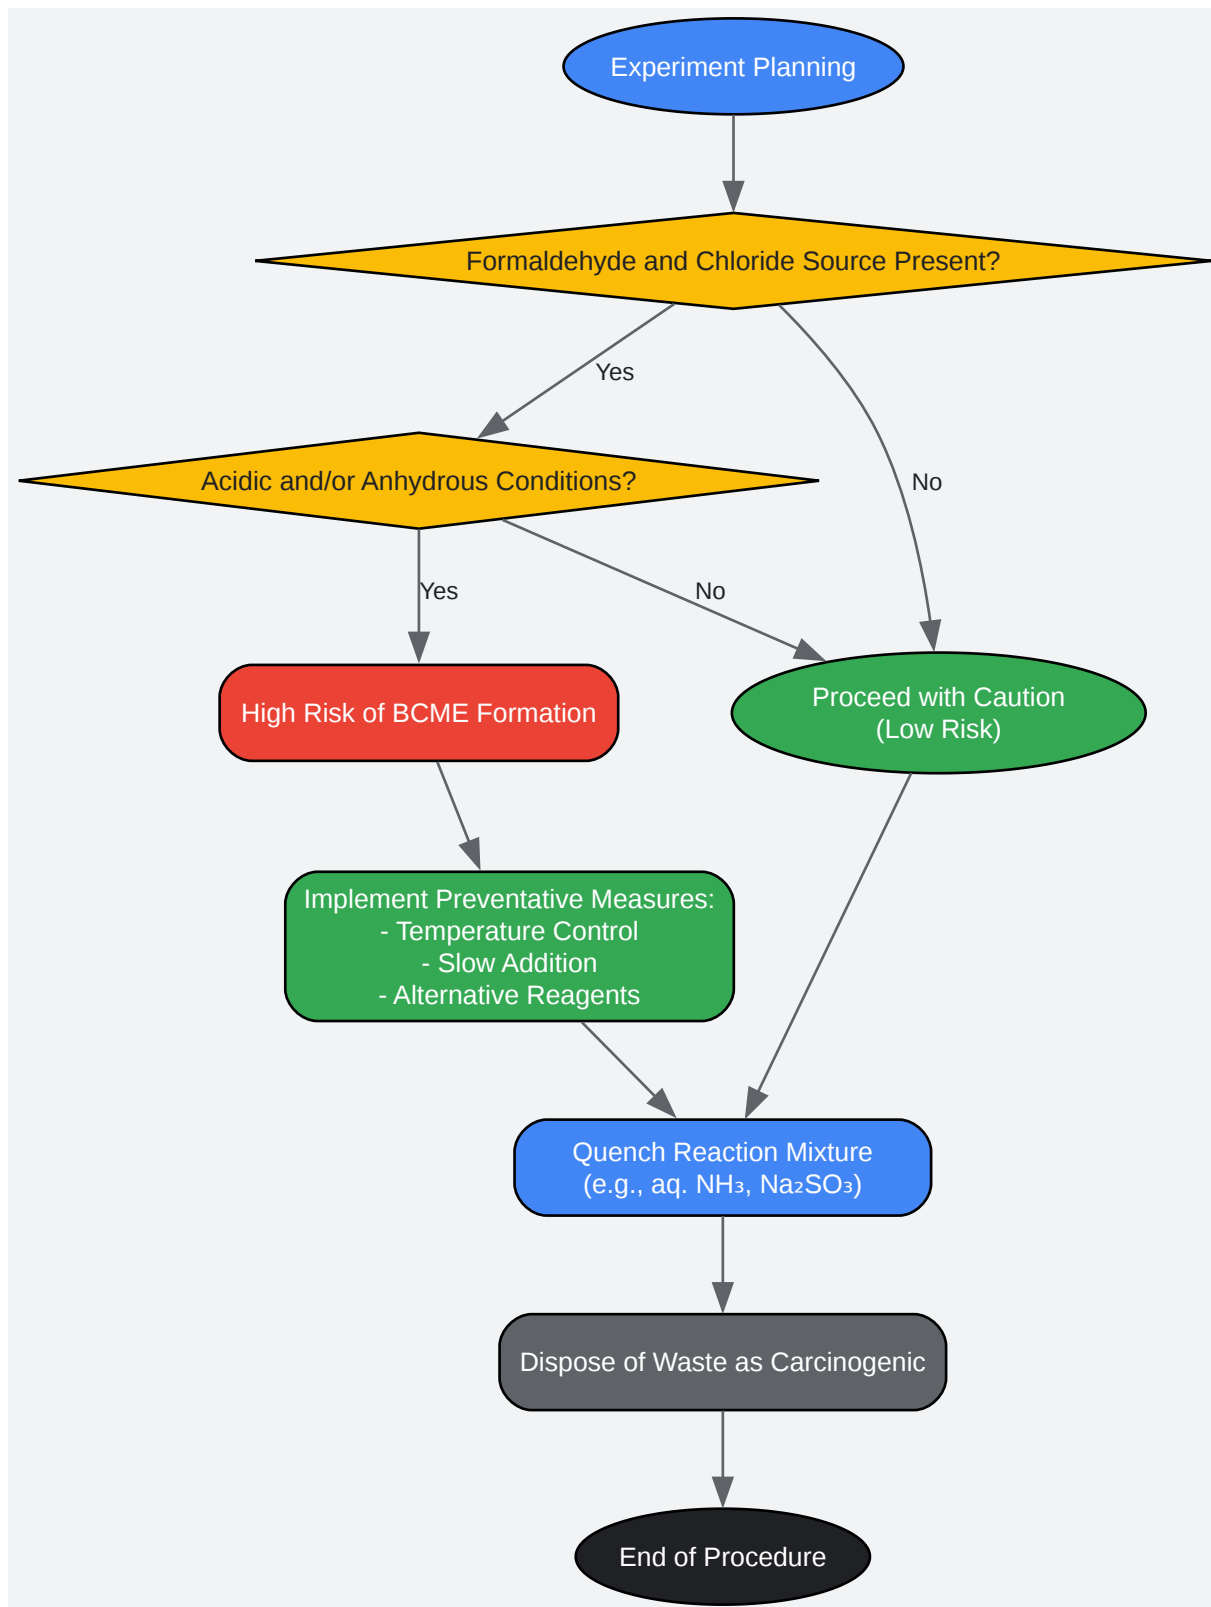 Experiment Planning
Formaldehyde and Chloride Source Present?
Yes
Acidic and/or Anhydrous Conditions?
No
Yes
No
High Risk of BCME Formation
Proceed with Caution
(Low Risk)
Implement Preventative Measures:
- Temperature Control
- Slow Addition
- Alternative Reagents
Quench Reaction Mixture
(e.g., aq. NH₃, Na₂SO₃)
Dispose of Waste as Carcinogenic
End of Procedure